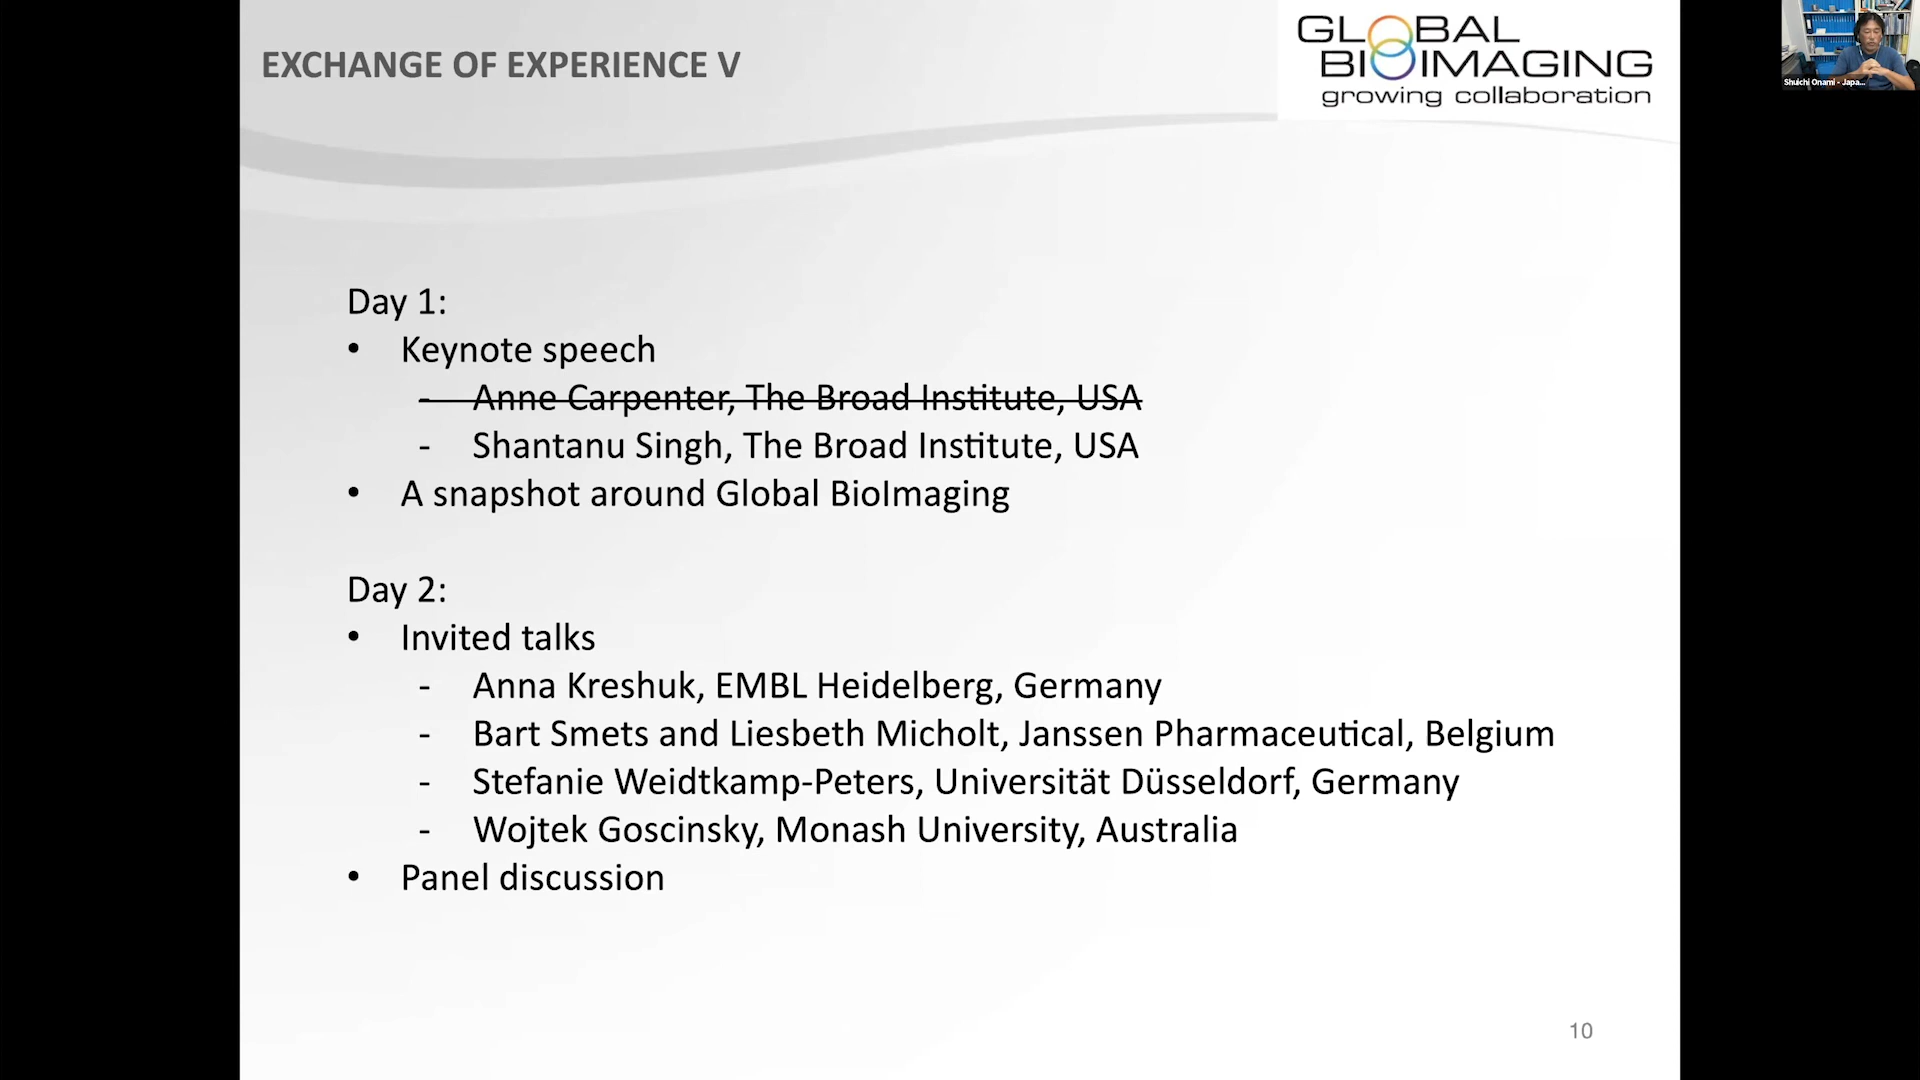 EXCHANGE OF EXPERIENCE V
GLOBAL
BIOIMAGING
growing collaboration
Shuichi Onami - Japa...
Day 1:
• Keynote speech
- Anne Carpenter, The Broad Institute, USA
- Shantanu Singh, The Broad Institute, USA
• A snapshot around Global BioImaging
Day 2:
• Invited talks
- Anna Kreshuk, EMBL Heidelberg, Germany
- Bart Smets and Liesbeth Micholt, Janssen Pharmaceutical, Belgium
- Stefanie Weidtkamp-Peters, Universität Düsseldorf, Germany
- Wojtek Goscinsky, Monash University, Australia
• Panel discussion
10